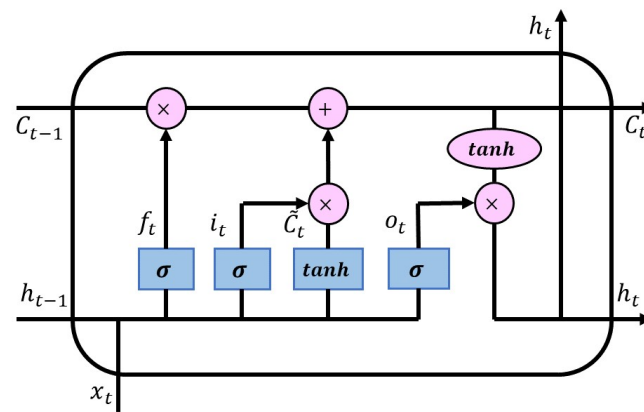 h_t
× +
C_{t-1} C_t
tanh
f_t i_t × C̃_t o_t ×
σ σ tanh σ
h_{t-1} h_t
x_t